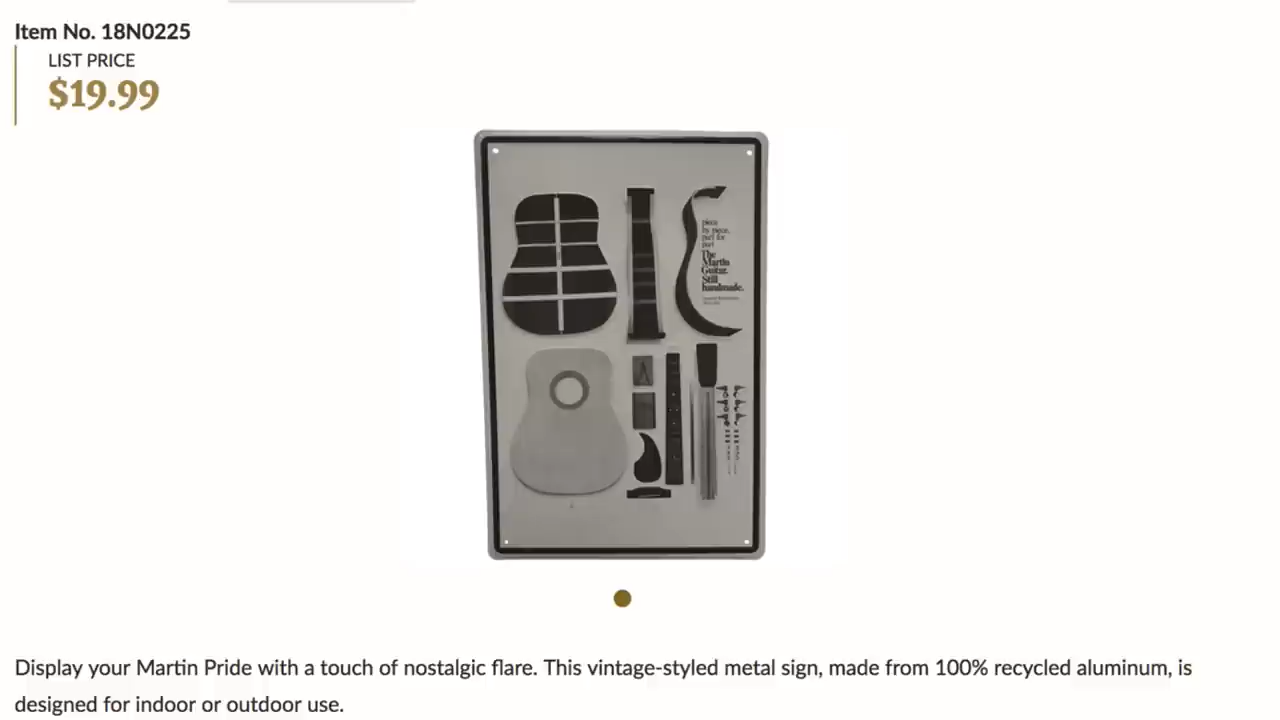 Item No. 18N0225
LIST PRICE
$19.99
piece
by piece,
part for
part
The
Martin
Guitar.
Still
handmade.
Display your Martin Pride with a touch of nostalgic flare. This vintage-styled metal sign, made from 100% recycled aluminum, is
designed for indoor or outdoor use.